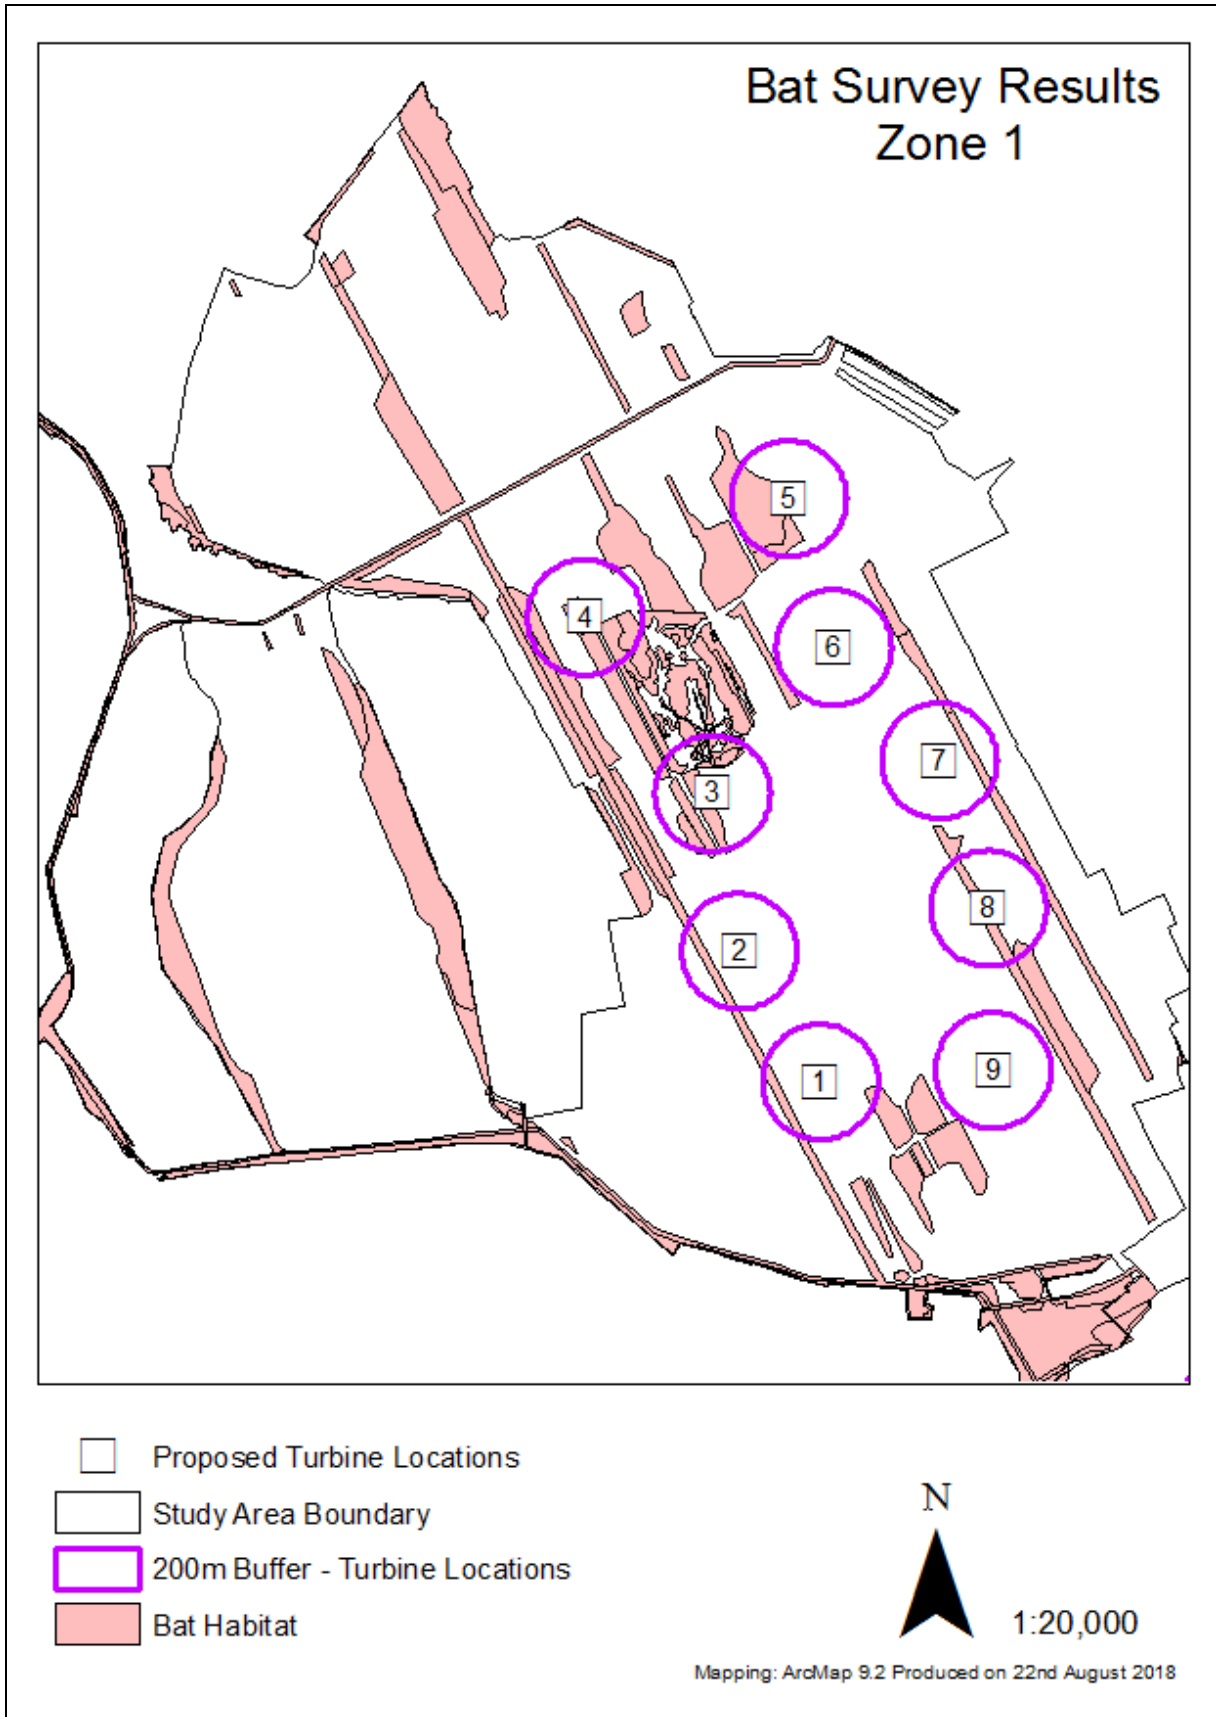 Bat Survey Results
Zone 1
5
4
6
7
3
8
2
9
1
Proposed Turbine Locations
Study Area Boundary
200m Buffer - Turbine Locations
Bat Habitat
N
1:20,000
Mapping: ArcMap 9.2 Produced on 22nd August 2018